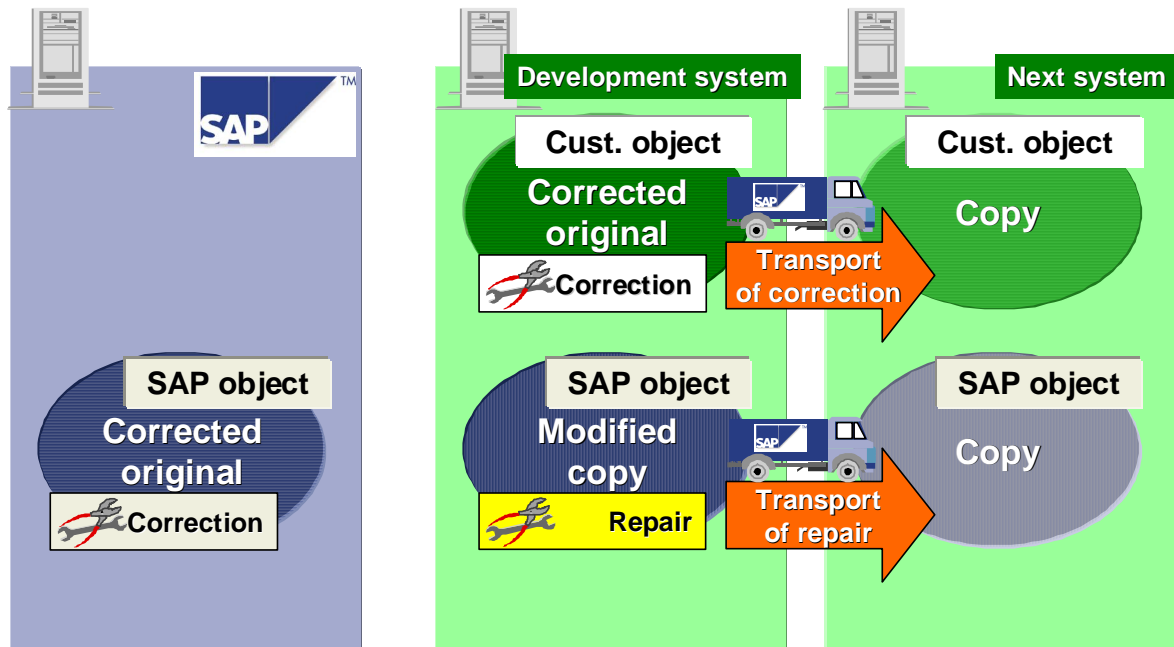 SAP
TM
SAP object
Corrected
original
Correction
Development system
Cust. object
Corrected
original
Correction
SAP
Transport
of correction
SAP object
Modified
copy
Repair
SAP
Transport
of repair
Next system
Cust. object
Copy
SAP object
Copy